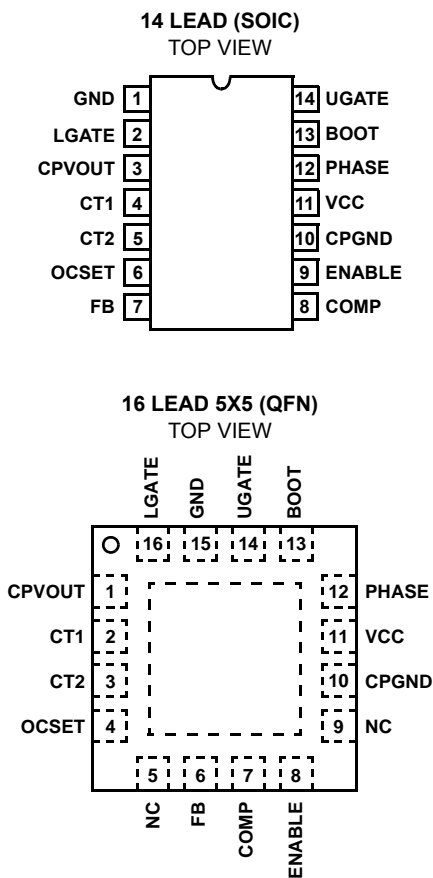 14 LEAD (SOIC)
TOP VIEW
GND 1 14 UGATE
LGATE 2 13 BOOT
CPVOUT 3 12 PHASE
CT1 4 11 VCC
CT2 5 10 CPGND
OCSET 6 9 ENABLE
FB 7 8 COMP
16 LEAD 5X5 (QFN)
TOP VIEW
LGATE GND UGATE BOOT
16 15 14 13
CPVOUT 1 12 PHASE
CT1 2 11 VCC
CT2 3 10 CPGND
OCSET 4 9 NC
5 6 7 8
NC FB COMP ENABLE